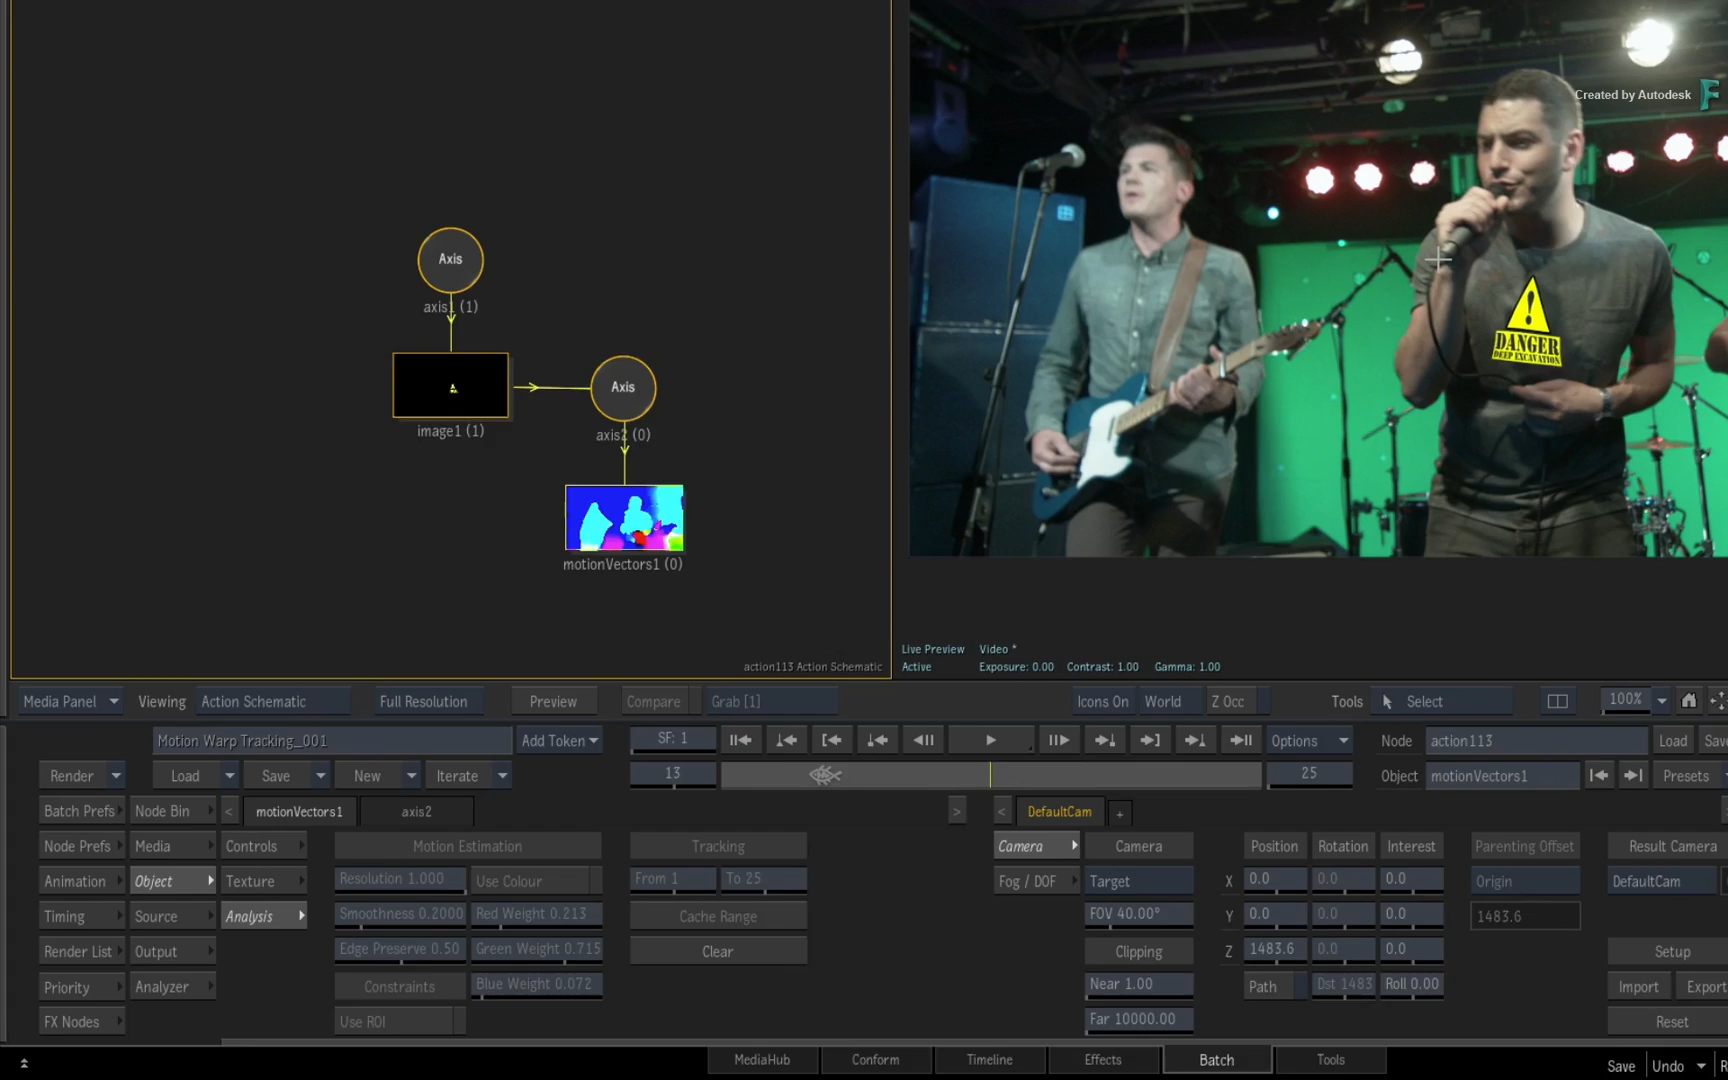 Axis
axis1 (1)
image1 (1)
Axis
axis2 (0)
motionVectors1 (0)
action113 Action Schematic
Created by Autodesk
DANGER
DEEP EXCAVATION
Live Preview Video *
Active Exposure: 0.00 Contrast: 1.00 Gamma: 1.00
Media Panel Viewing Action Schematic Full Resolution Preview Compare Grab [1] Icons On World Z Occ Tools Select 100%
Motion Warp Tracking_001 Add Token SF: 1 Options Node action113 Load Save
Render Load Save New Iterate 13 25 Object motionVectors1 Presets
Batch Prefs Node Bin < motionVectors1 axis2 > < DefaultCam +
Node Prefs Media Controls Motion Estimation Tracking Camera Camera Position Rotation Interest Parenting Offset Result Camera
Animation Object Texture Resolution 1.000 Use Colour From 1 To 25 Fog / DOF Target X 0.0 0.0 0.0 Origin DefaultCam
Timing Source Analysis Smoothness 0.2000 Red Weight 0.213 Cache Range FOV 40.00° Y 0.0 0.0 0.0 1483.6
Render List Output Edge Preserve 0.50 Green Weight 0.715 Clear Clipping Z 1483.6 0.0 0.0 Setup
Priority Analyzer Constraints Blue Weight 0.072 Near 1.00 Path Dst 1483 Roll 0.00 Import Export
FX Nodes Use ROI Far 10000.00 Reset
MediaHub Conform Timeline Effects Batch Tools Save Undo